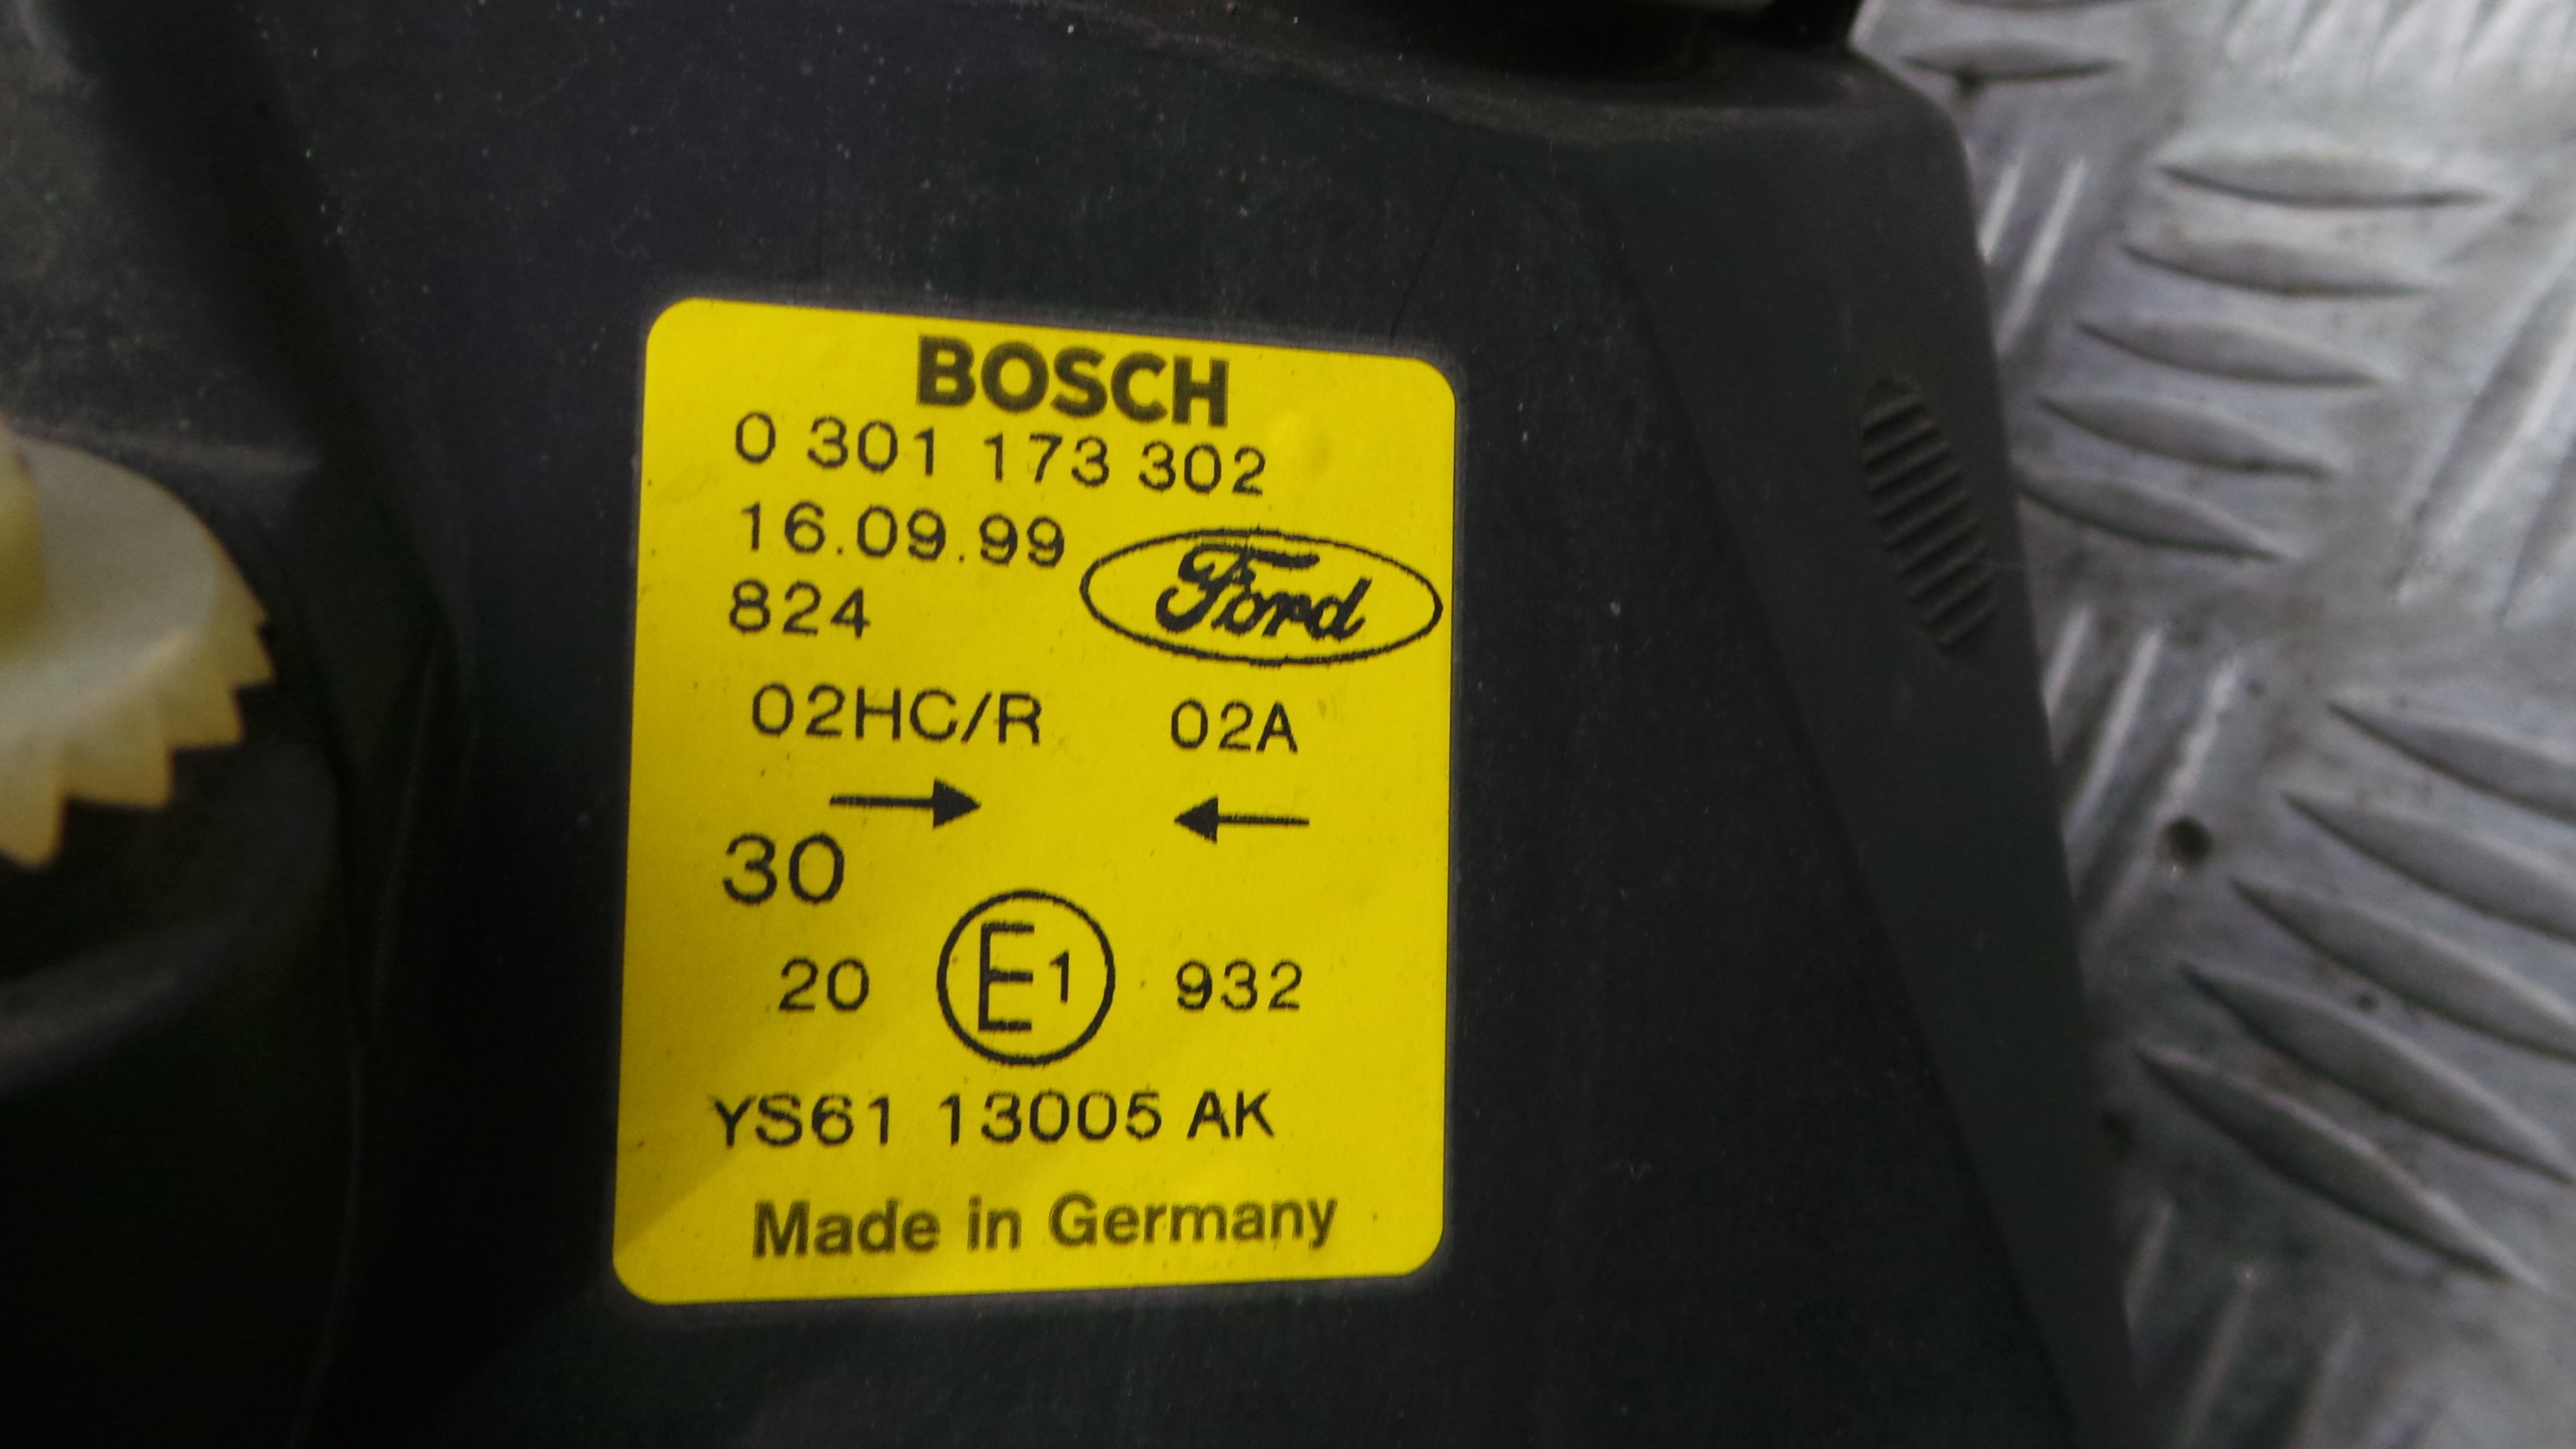 BOSCH
0 301 173 302
16.09.99
Ford
824
02HC/R 02A
30
20 E1 932
YS61 13005 AK
Made in Germany